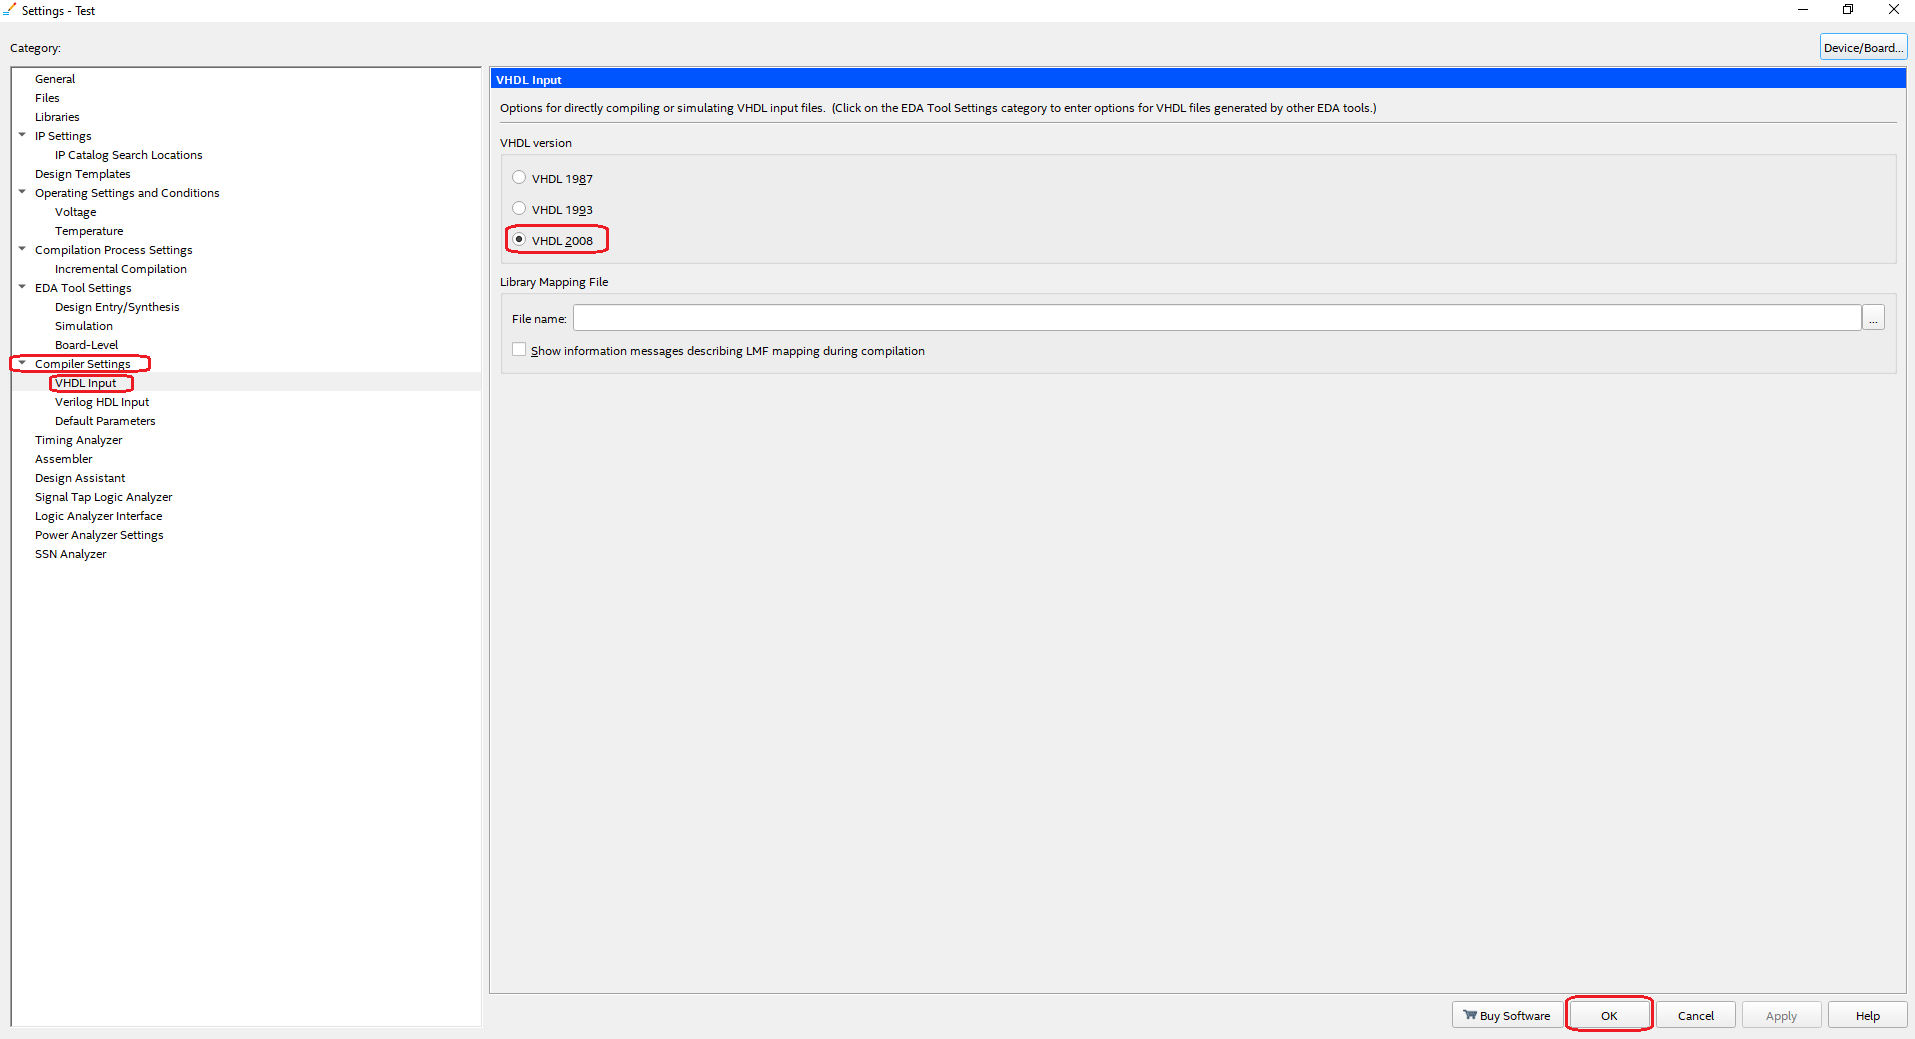 Settings - Test
Category:
Device/Board...
General
Files
Libraries
IP Settings
IP Catalog Search Locations
Design Templates
Operating Settings and Conditions
Voltage
Temperature
Compilation Process Settings
Incremental Compilation
EDA Tool Settings
Design Entry/Synthesis
Simulation
Board-Level
Compiler Settings
VHDL Input
Verilog HDL Input
Default Parameters
Timing Analyzer
Assembler
Design Assistant
Signal Tap Logic Analyzer
Logic Analyzer Interface
Power Analyzer Settings
SSN Analyzer
VHDL Input
Options for directly compiling or simulating VHDL input files. (Click on the EDA Tool Settings category to enter options for VHDL files generated by other EDA tools.)
VHDL version
VHDL 1987
VHDL 1993
VHDL 2008
Library Mapping File
File name:
...
Show information messages describing LMF mapping during compilation
Buy Software
OK
Cancel
Apply
Help